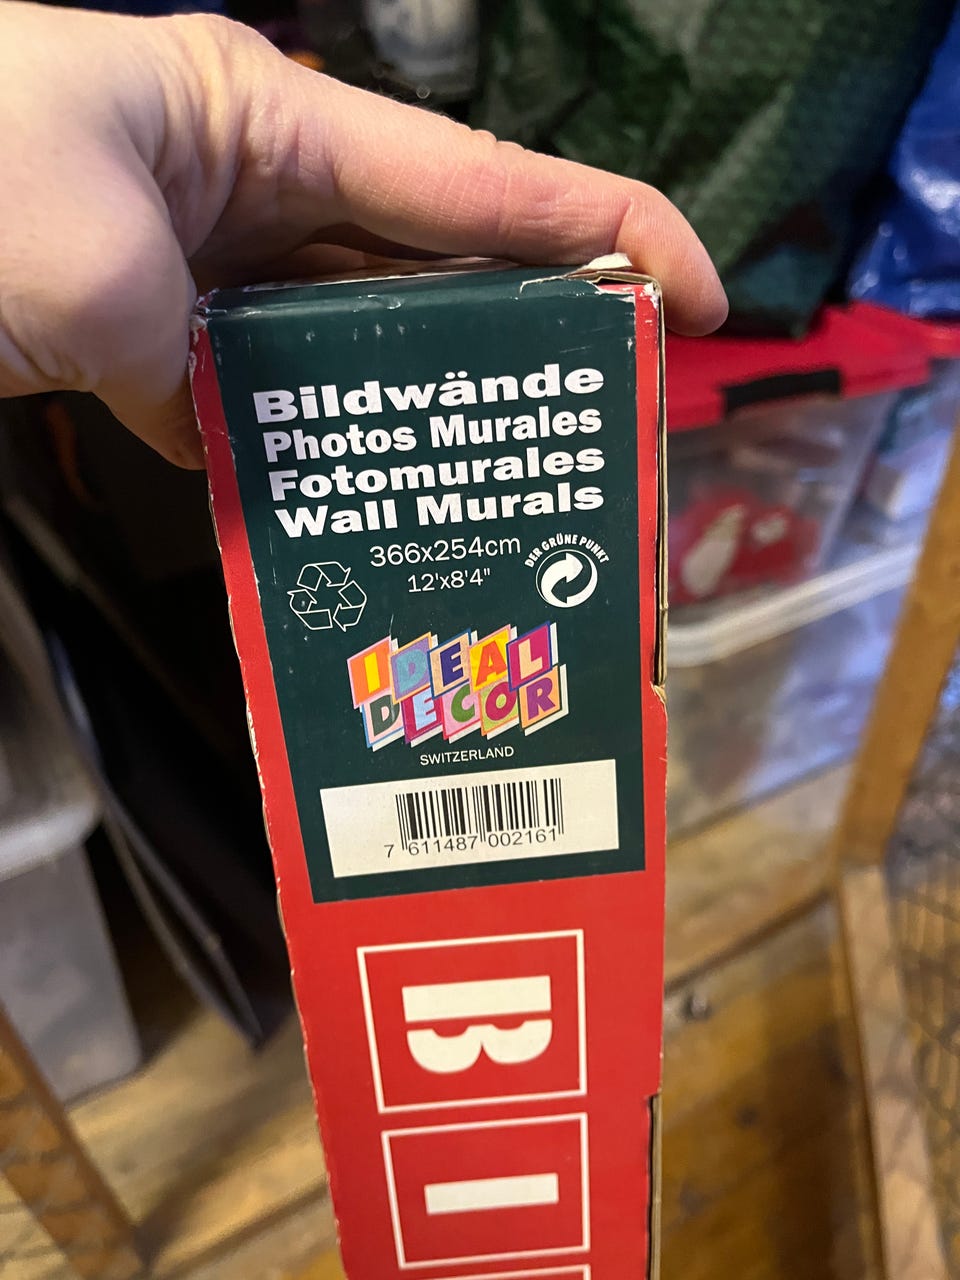 Bildwände
Photos Murales
Fotomurales
Wall Murals
366x254cm
12'x8'4"
DER GRÜNE PUNKT
IDEAL
DECOR
SWITZERLAND
7 611487 002161
B
I